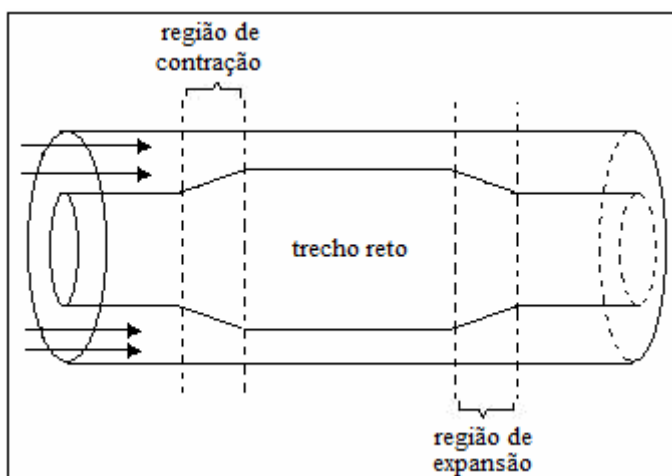 região de
contração
trecho reto
região de
expansão